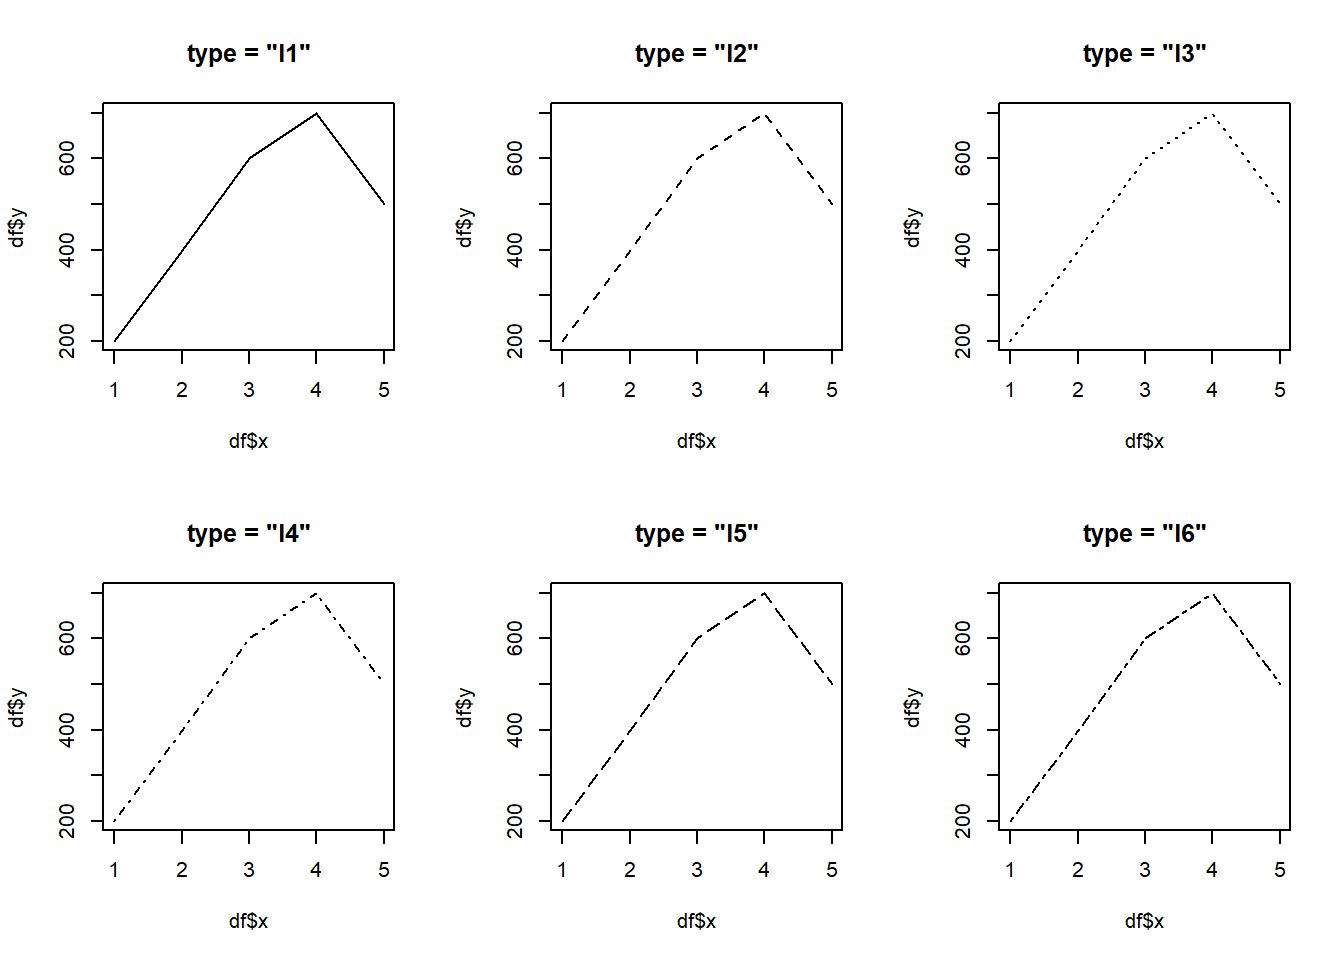 type = "l1"
df$y
600
400
200
1 2 3 4 5
df$x
type = "l2"
df$y
600
400
200
1 2 3 4 5
df$x
type = "l3"
df$y
600
400
200
1 2 3 4 5
df$x
type = "l4"
df$y
600
400
200
1 2 3 4 5
df$x
type = "l5"
df$y
600
400
200
1 2 3 4 5
df$x
type = "l6"
df$y
600
400
200
1 2 3 4 5
df$x